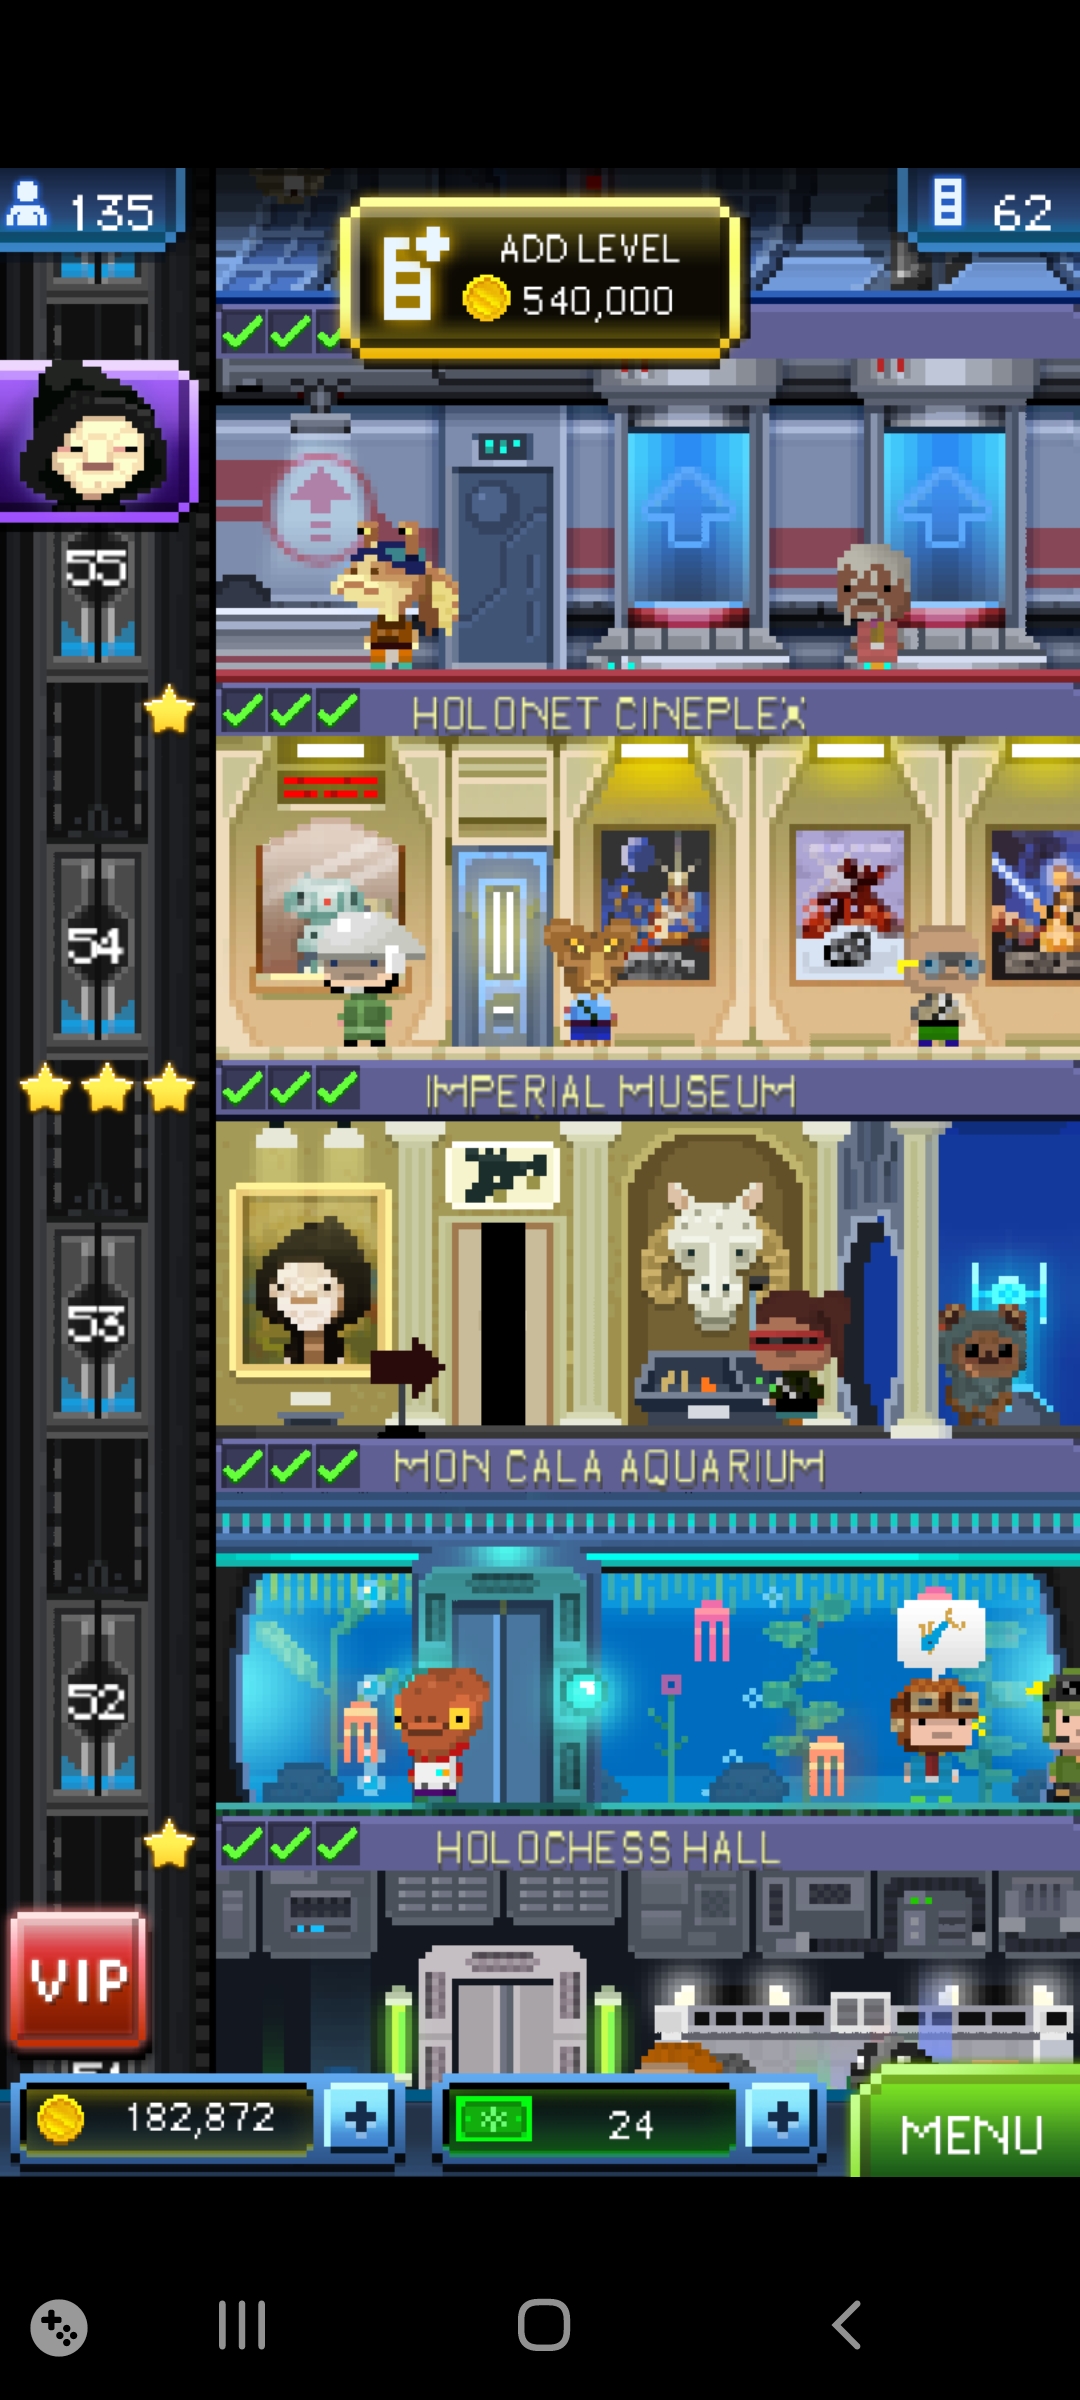 135
ADD LEVEL
540,000
62
55
HOLONET CINEPLEX
54
IMPERIAL MUSEUM
53
MON CALA AQUARIUM
52
HOLOCHESS HALL
VIP
182,872
24
MENU